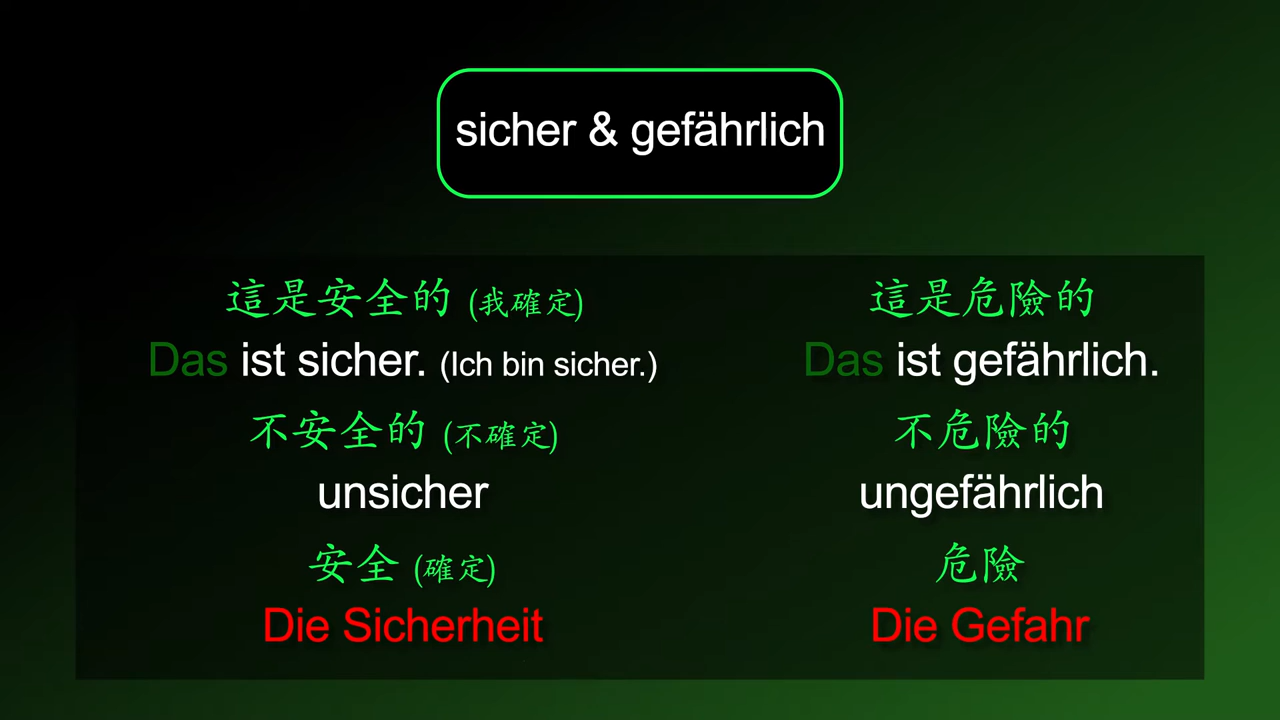 sicher & gefährlich
這是安全的 (我確定)
Das ist sicher. (Ich bin sicher.)
不安全的 (不確定)
unsicher
安全 (確定)
Die Sicherheit
這是危險的
Das ist gefährlich.
不危險的
ungefährlich
危險
Die Gefahr